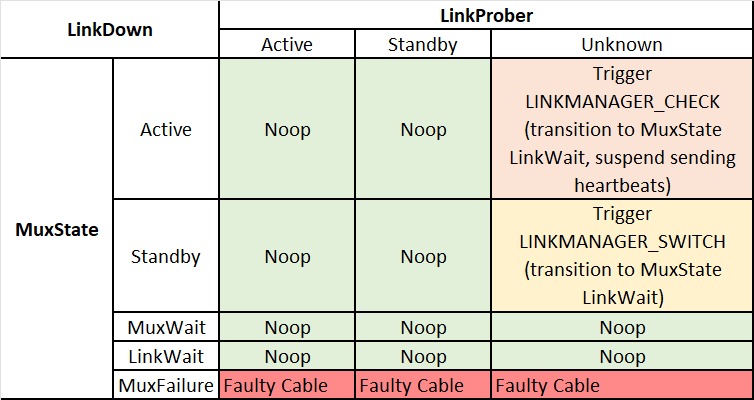 LinkDown
LinkProber
Active
Standby
Unknown
MuxState
Active
Noop
Noop
Trigger
LINKMANAGER_CHECK
(transition to MuxState
LinkWait, suspend sending
heartbeats)
Standby
Noop
Noop
Trigger
LINKMANAGER_SWITCH
(transition to MuxState
LinkWait)
MuxWait
Noop
Noop
Noop
LinkWait
Noop
Noop
Noop
MuxFailure
Faulty Cable
Faulty Cable
Faulty Cable